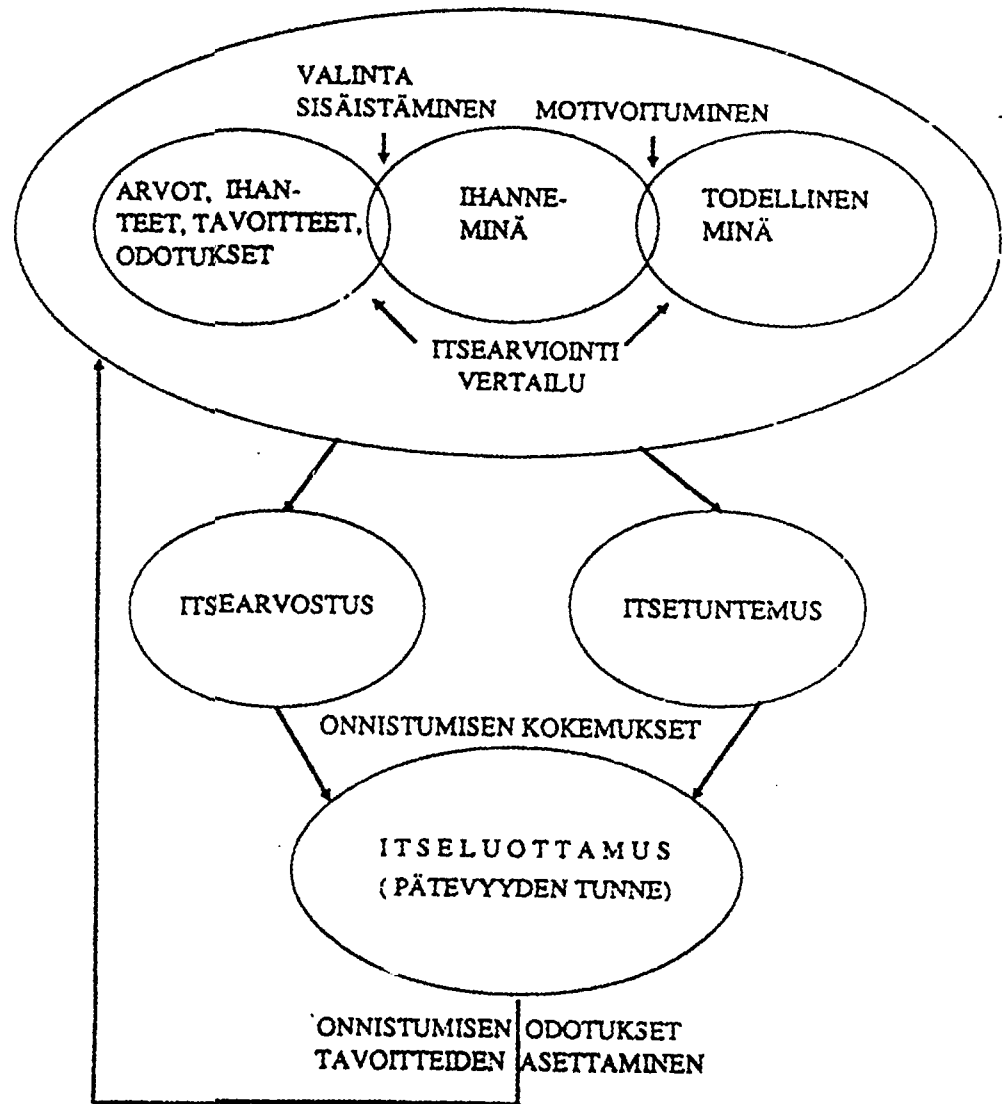 VALINTA
SISÄISTÄMINEN
MOTIVOITUMINEN
ARVOT, IHAN-
TEET, TAVOITTEET,
ODOTUKSET
IHANNE-
MINÄ
TODELLINEN
MINÄ
ITSEARVIOINTI
VERTAILU
ITSEARVOSTUS
ITSETUNTEMUS
ONNISTUMISEN KOKEMUKSET
ITSELUOTTAMUS
( PÄTEVYYDEN TUNNE)
ONNISTUMISEN ODOTUKSET
TAVOITTEIDEN ASETTAMINEN